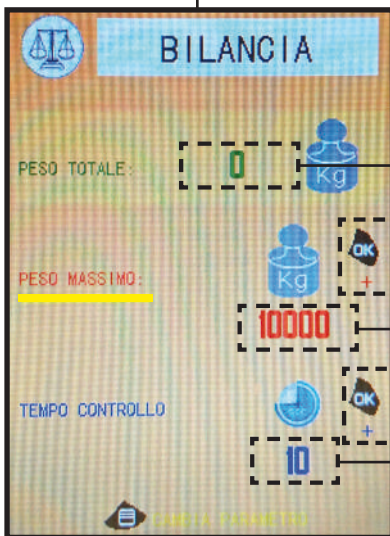 BILANCIA
PESO TOTALE:
0
Kg
OK
+
PESO MASSIMO:
Kg
10000
OK
+
TEMPO CONTROLLO
10
CAMBIA PARAMETRO